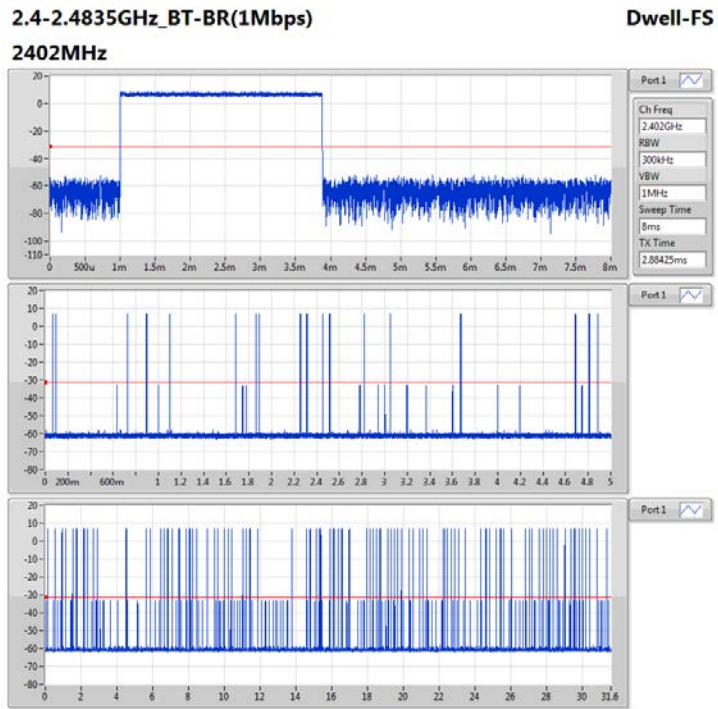 2.4-2.4835GHz_BT-BR(1Mbps) Dwell-FS
2402MHz
Port 1
20
0
-20
-40
-60
-80
-100
-110
0 500u 1m 1.5m 2m 2.5m 3m 3.5m 4m 4.5m 5m 5.5m 6m 6.5m 7m 7.5m 8m
Ch Freq
2.402GHz
RBW
300kHz
VBW
1MHz
Sweep Time
8ms
TX Time
2.88425ms
Port 1
20
10
0
-10
-20
-30
-40
-50
-60
-70
-80
0 200m 600m 1 1.2 1.4 1.6 1.8 2 2.2 2.4 2.6 2.8 3 3.2 3.4 3.6 3.8 4 4.2 4.4 4.6 4.8 5
Port 1
20
10
0
-10
-20
-30
-40
-50
-60
-70
-80
0 2 4 6 8 10 12 14 16 18 20 22 24 26 28 30 31.6